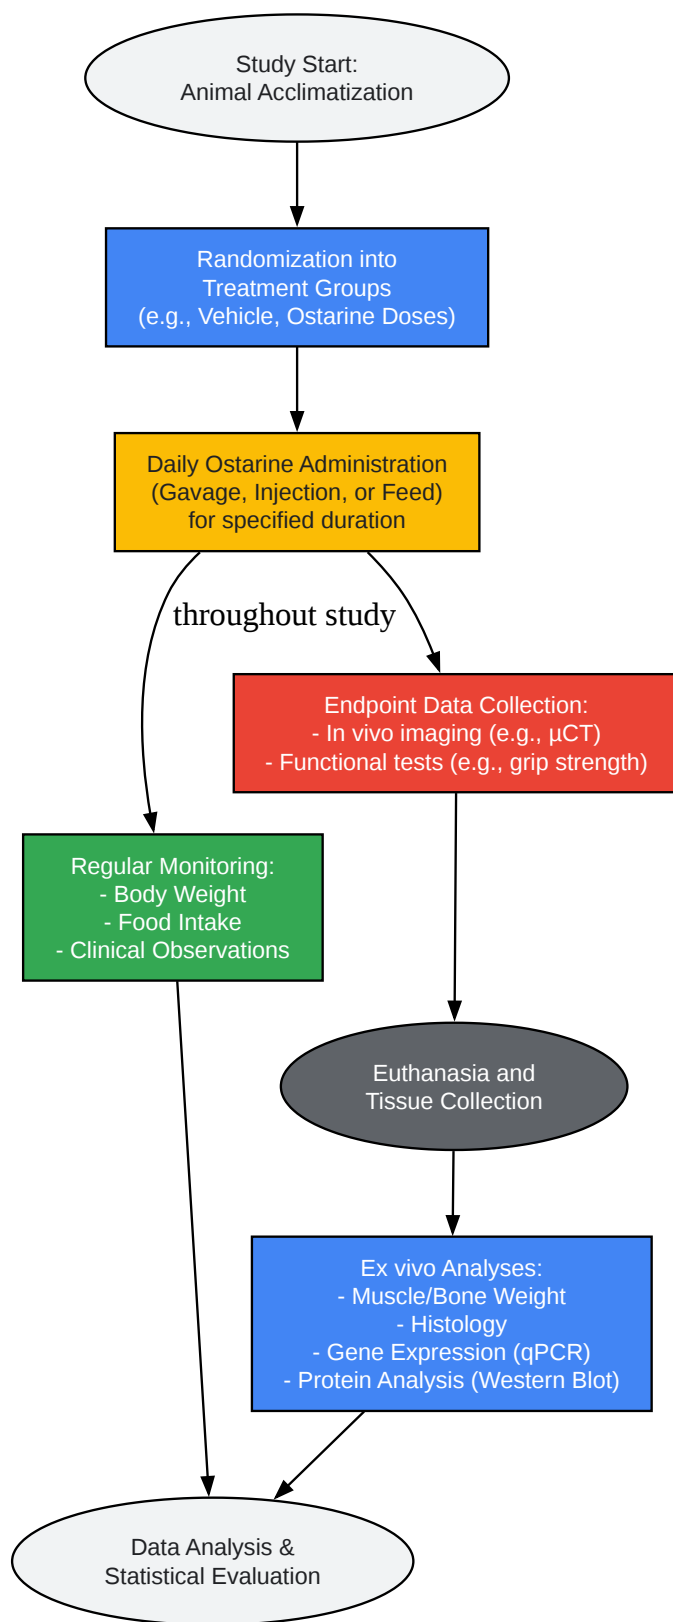 Study Start:
Animal Acclimatization
Randomization into
Treatment Groups
(e.g., Vehicle, Ostarine Doses)
Daily Ostarine Administration
(Gavage, Injection, or Feed)
for specified duration
throughout study
Endpoint Data Collection:
- In vivo imaging (e.g., µCT)
- Functional tests (e.g., grip strength)
Regular Monitoring:
- Body Weight
- Food Intake
- Clinical Observations
Euthanasia and
Tissue Collection
Ex vivo Analyses:
- Muscle/Bone Weight
- Histology
- Gene Expression (qPCR)
- Protein Analysis (Western Blot)
Data Analysis &
Statistical Evaluation